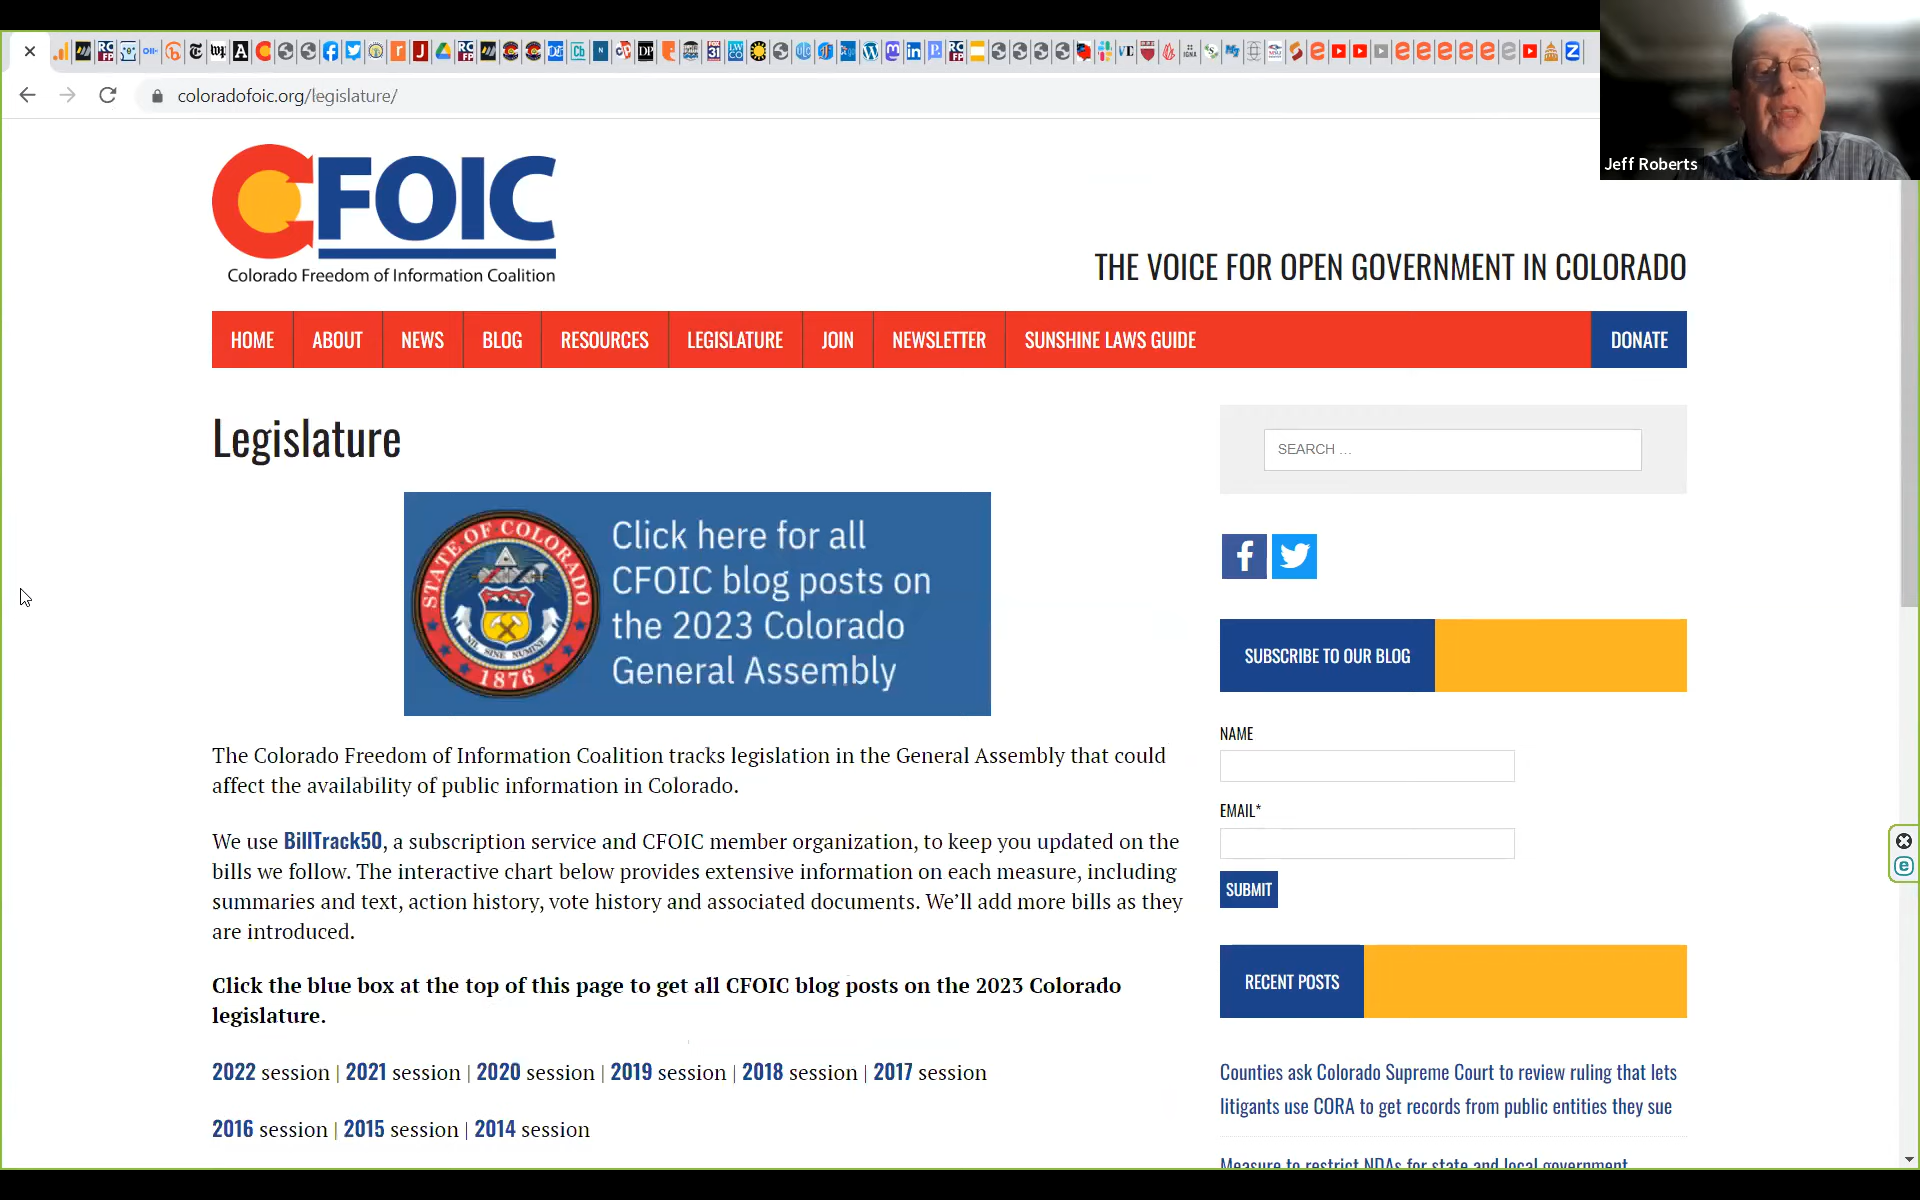 coloradofoic.org/legislature/
Jeff Roberts
CFOIC
Colorado Freedom of Information Coalition
THE VOICE FOR OPEN GOVERNMENT IN COLORADO
HOME ABOUT NEWS BLOG RESOURCES LEGISLATURE JOIN NEWSLETTER SUNSHINE LAWS GUIDE DONATE
Legislature
STATE OF COLORADO
NIL SINE NUMINE
1876
Click here for all
CFOIC blog posts on
the 2023 Colorado
General Assembly
The Colorado Freedom of Information Coalition tracks legislation in the General Assembly that could
affect the availability of public information in Colorado.
We use BillTrack50, a subscription service and CFOIC member organization, to keep you updated on the
bills we follow. The interactive chart below provides extensive information on each measure, including
summaries and text, action history, vote history and associated documents. We’ll add more bills as they
are introduced.
Click the blue box at the top of this page to get all CFOIC blog posts on the 2023 Colorado
legislature.
2022 session | 2021 session | 2020 session | 2019 session | 2018 session | 2017 session
2016 session | 2015 session | 2014 session
SEARCH …
SUBSCRIBE TO OUR BLOG
NAME
EMAIL*
SUBMIT
RECENT POSTS
Counties ask Colorado Supreme Court to review ruling that lets
litigants use CORA to get records from public entities they sue
Measure to restrict NDAs for state and local government